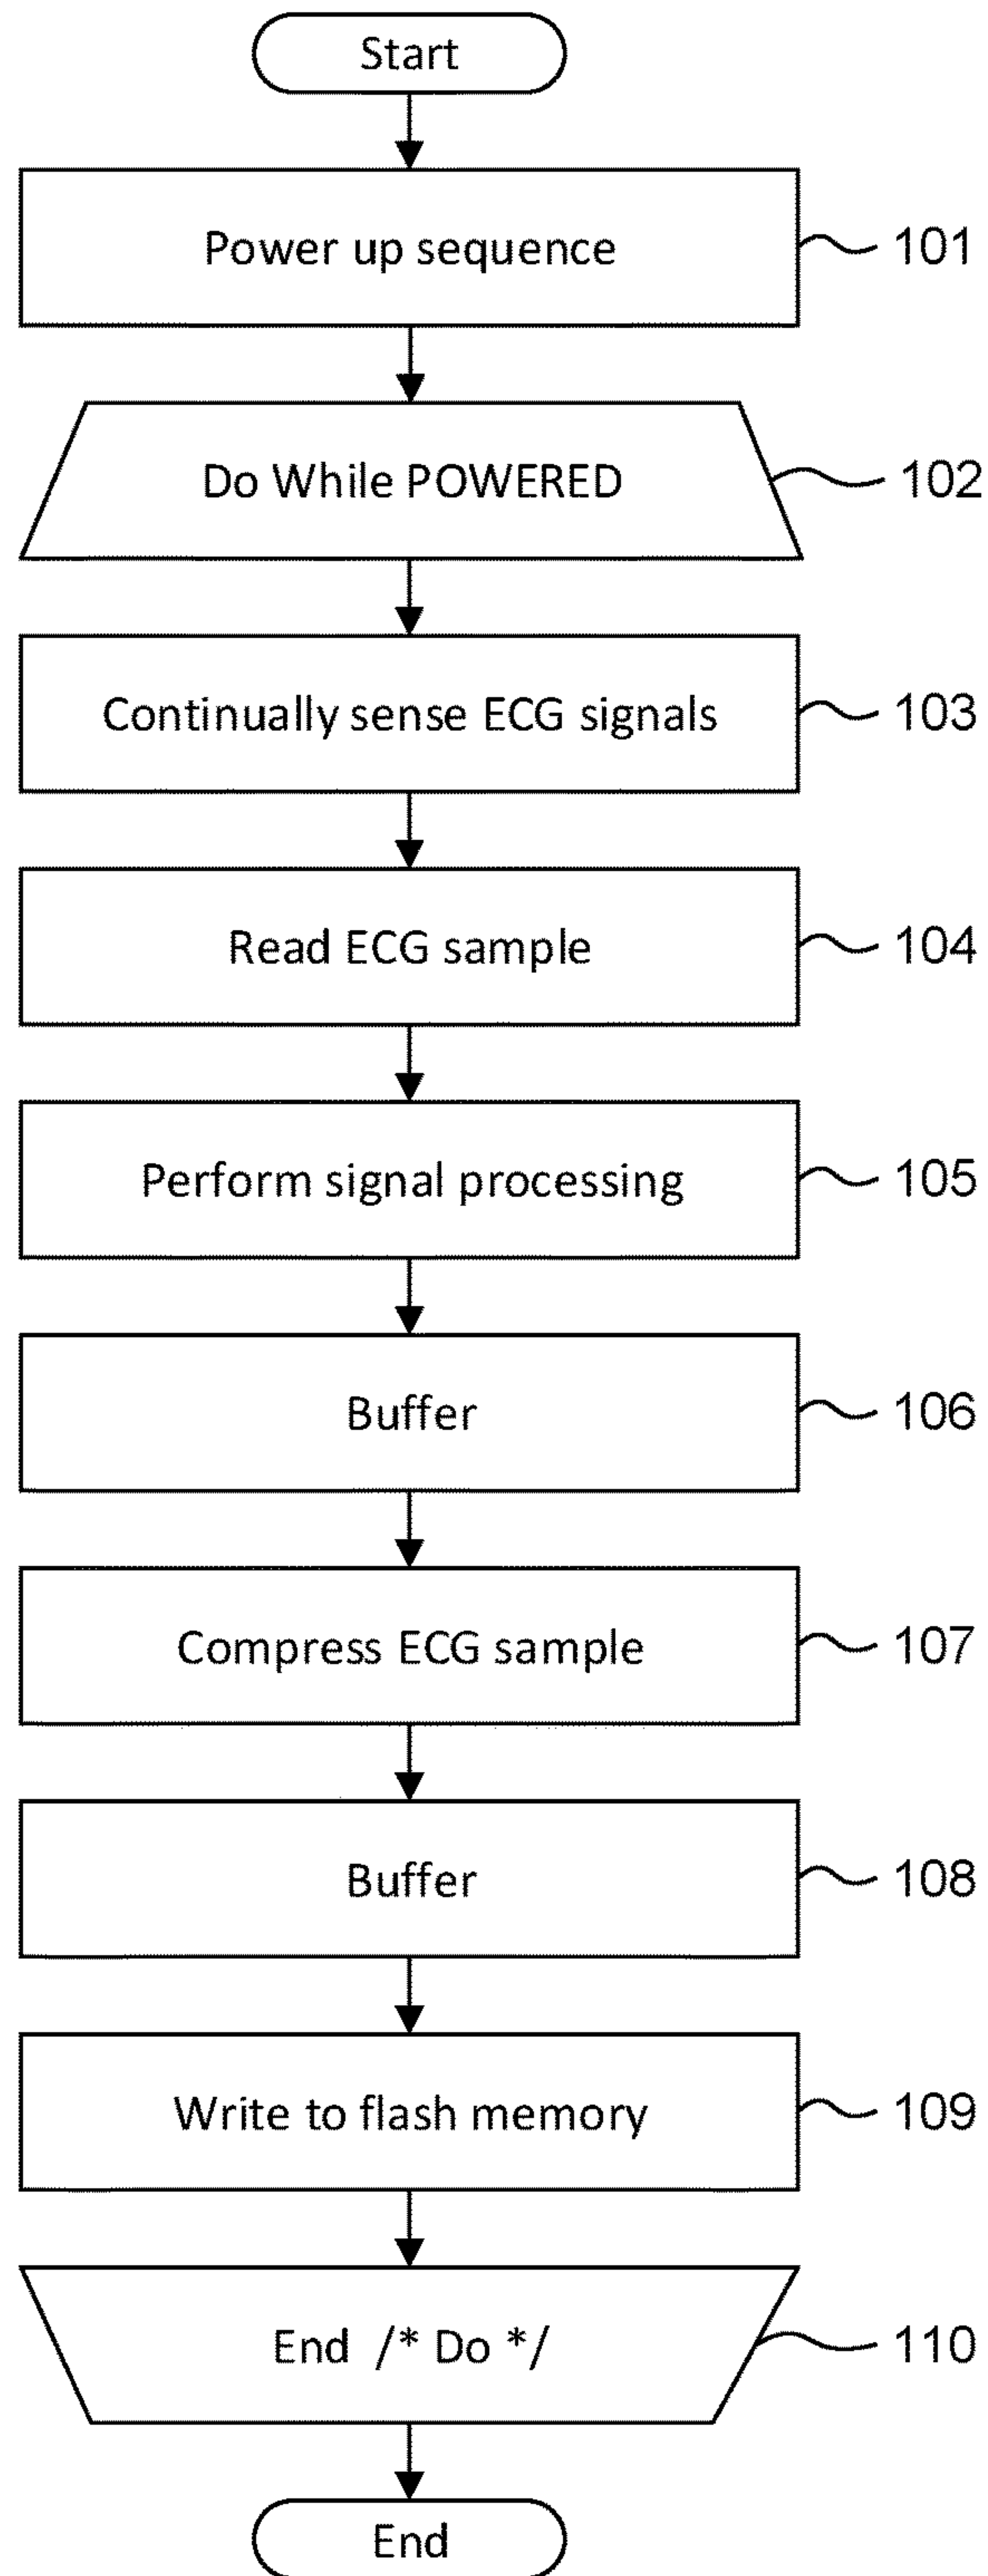 Start
Power up sequence
101
Do While POWERED
102
Continually sense ECG signals
103
Read ECG sample
104
Perform signal processing
105
Buffer
106
Compress ECG sample
107
Buffer
108
Write to flash memory
109
End /* Do */
110
End